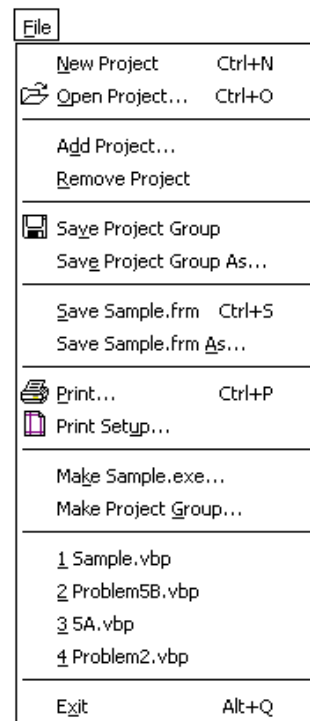 File
New Project Ctrl+N
Open Project... Ctrl+O
Add Project...
Remove Project
Save Project Group
Save Project Group As...
Save Sample.frm Ctrl+S
Save Sample.frm As...
Print... Ctrl+P
Print Setup...
Make Sample.exe...
Make Project Group...
1 Sample.vbp
2 Problem5B.vbp
3 5A.vbp
4 Problem2.vbp
Exit Alt+Q